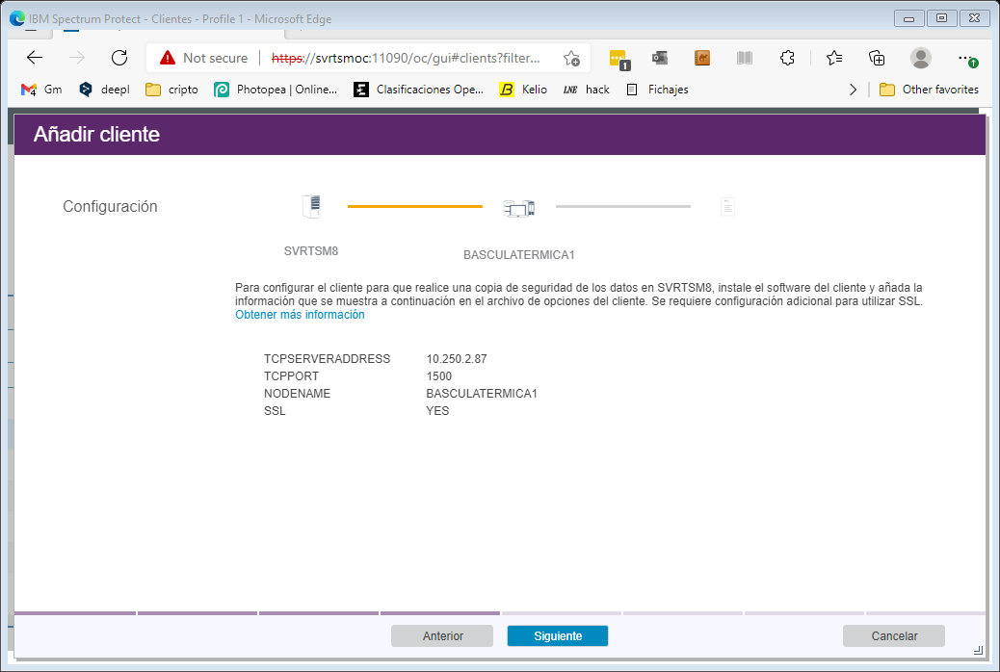 IBM Spectrum Protect - Clientes - Profile 1 - Microsoft Edge
Not secure
https://svrtsmoc:11090/oc/gui#clients?filter...
1
4 Gm
deepl
cripto
Photopea | Online...
Clasificaciones Ope...
B Kelio
LNE hack
Fichajes
Other favorites
Añadir cliente
Configuración
SVRTSM8
BASCULATERMICA1
Para configurar el cliente para que realice una copia de seguridad de los datos en SVRTSM8, instale el software del cliente y añada la
información que se muestra a continuación en el archivo de opciones del cliente. Se requiere configuración adicional para utilizar SSL.
Obtener más información
TCPSERVERADDRESS 10.250.2.87
TCPPORT 1500
NODENAME BASCULATERMICA1
SSL YES
Anterior
Siguiente
Cancelar